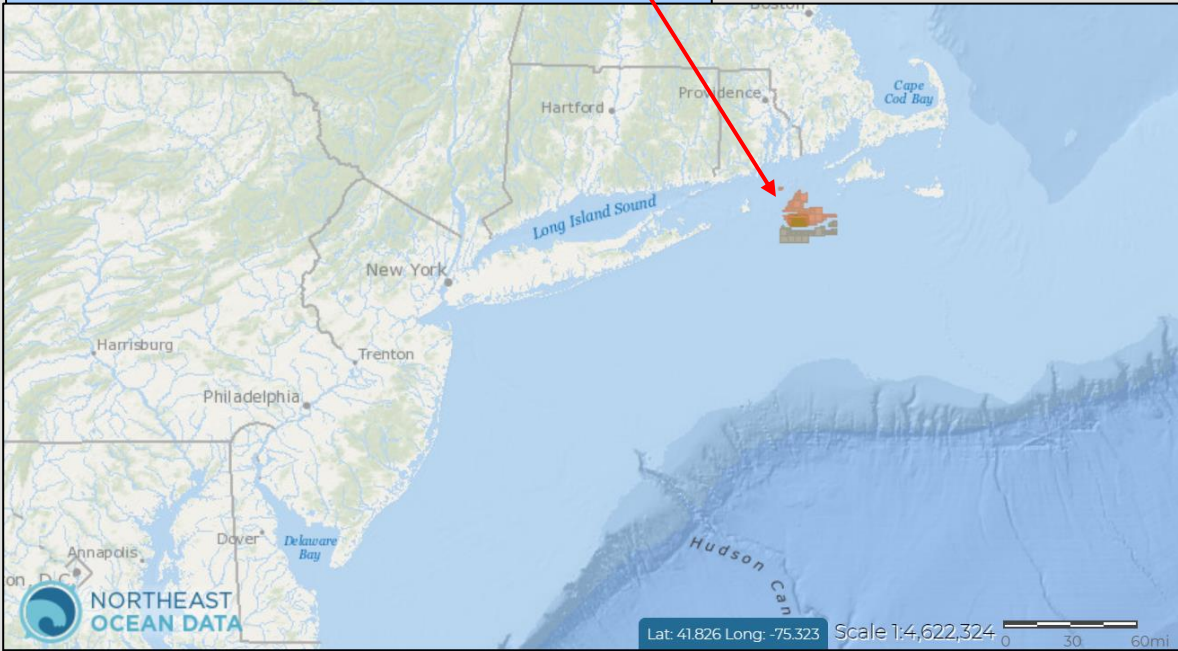 Boston
Cape
Cod Bay
Hartford
Providence
Long Island Sound
New York
Harrisburg
Trenton
Philadelphia
Dover
Delaware
Bay
Annapolis
on, D.C.
Hudson Can
NORTHEAST
OCEAN DATA
Lat: 41.826 Long: -75.323
Scale 1:4,622,324
0 30 60mi